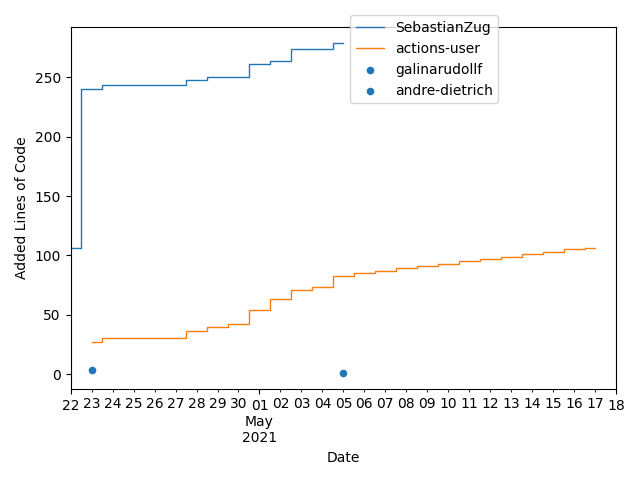 SebastianZug
actions-user
galinarudollf
andre-dietrich
Added Lines of Code
250
200
150
100
50
0
22 23 24 25 26 27 28 29 30 01 02 03 04 05 06 07 08 09 10 11 12 13 14 15 16 17 18
May
2021
Date